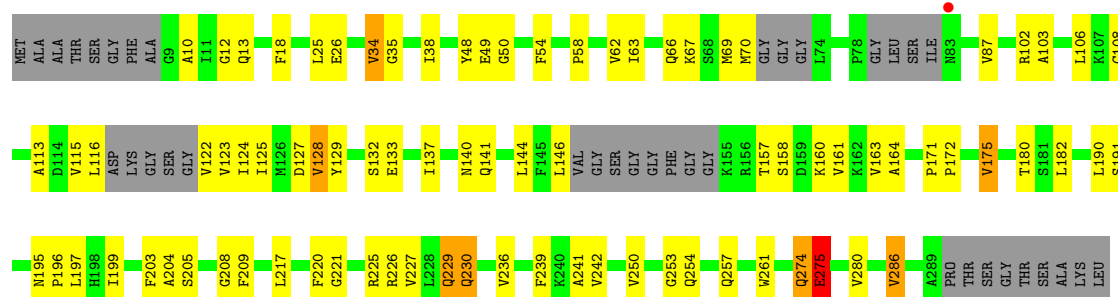 MET ALA ALA THR SER GLY PHE ALA G9 A10 I11 G12 Q13 F18 L25 E26 V34 G35 I38 Y48 E49 G50 F54 P58 V62 I63 Q66 K67 S68 M69 M70 GLY GLY GLY L74 P78 GLY LEU SER ILE N83 V87 R102 A103 L106 K107 C108
A113 D114 V115 L116 ASP LYS GLY SER GLY V122 V123 I124 I125 M126 D127 V128 Y129 S132 E133 I137 N140 Q141 L144 F145 L146 VAL GLY SER GLY GLY PHE GLY GLY K155 R156 T157 S158 D159 K160 V161 K162 V163 A164 P171 P172 V175 T180 S181 L182 L190 S191
N195 P196 L197 H198 I199 F203 A204 S205 G208 F209 L217 F220 G221 R225 R226 V227 L228 Q229 Q230 V236 F239 K240 A241 V242 V250 G253 Q254 Q257 W261 Q274 E275 V280 V286 A289 PRO THR SER GLY THR SER ALA LYS LEU